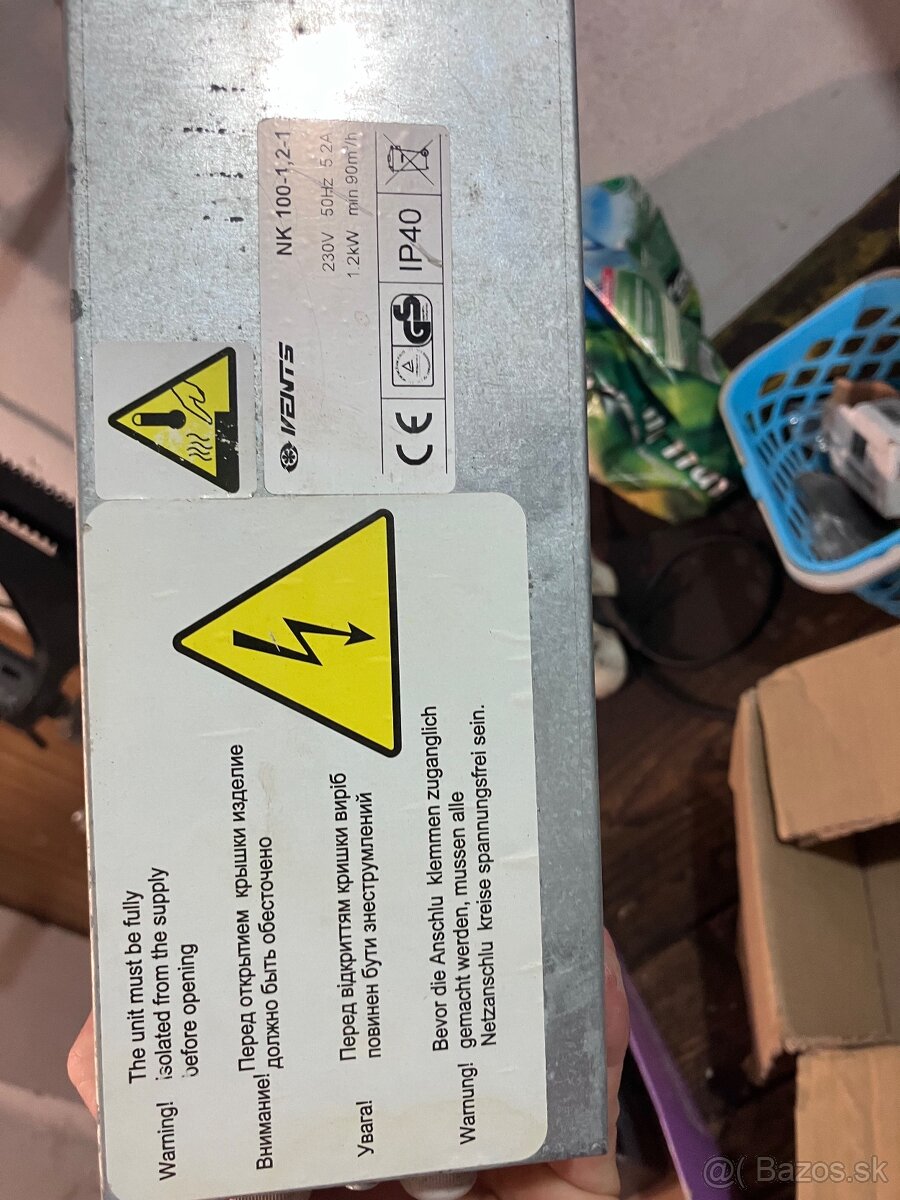 VENTS NK 100-1,2-1
230V 50Hz 5.2A
1.2kW min 90m³/h
CE GS IP40
Warning! The unit must be fully
isolated from the supply
before opening
Внимание! Перед открытием крышки изделие
должно быть обесточено
Увага! Перед відкриттям кришки виріб
повинен бути знеструмлений
Warnung! Bevor die Anschlu klemmen zuganglich
gemacht werden, mussen alle
Netzanschlu kreise spannungsfrei sein.
@( Bazos.sk